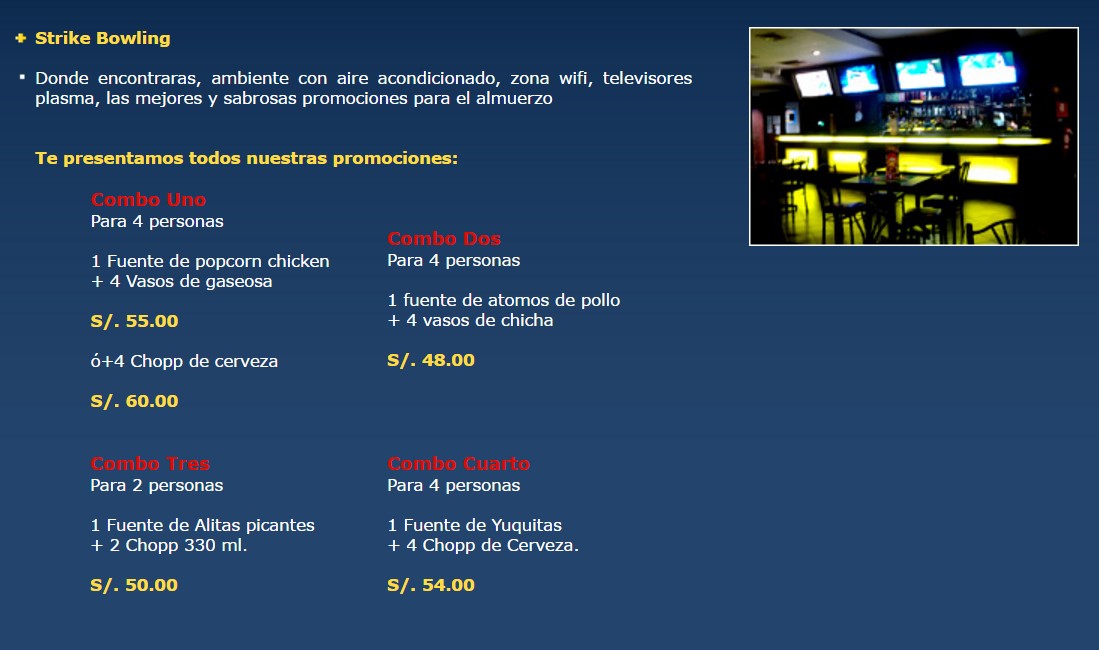 Strike Bowling
Donde encontraras, ambiente con aire acondicionado, zona wifi, televisores
plasma, las mejores y sabrosas promociones para el almuerzo
Te presentamos todos nuestras promociones:
Combo Uno
Para 4 personas
1 Fuente de popcorn chicken
+ 4 Vasos de gaseosa
S/. 55.00
ó+4 Chopp de cerveza
S/. 60.00
Combo Dos
Para 4 personas
1 fuente de atomos de pollo
+ 4 vasos de chicha
S/. 48.00
Combo Tres
Para 2 personas
1 Fuente de Alitas picantes
+ 2 Chopp 330 ml.
S/. 50.00
Combo Cuarto
Para 4 personas
1 Fuente de Yuquitas
+ 4 Chopp de Cerveza.
S/. 54.00